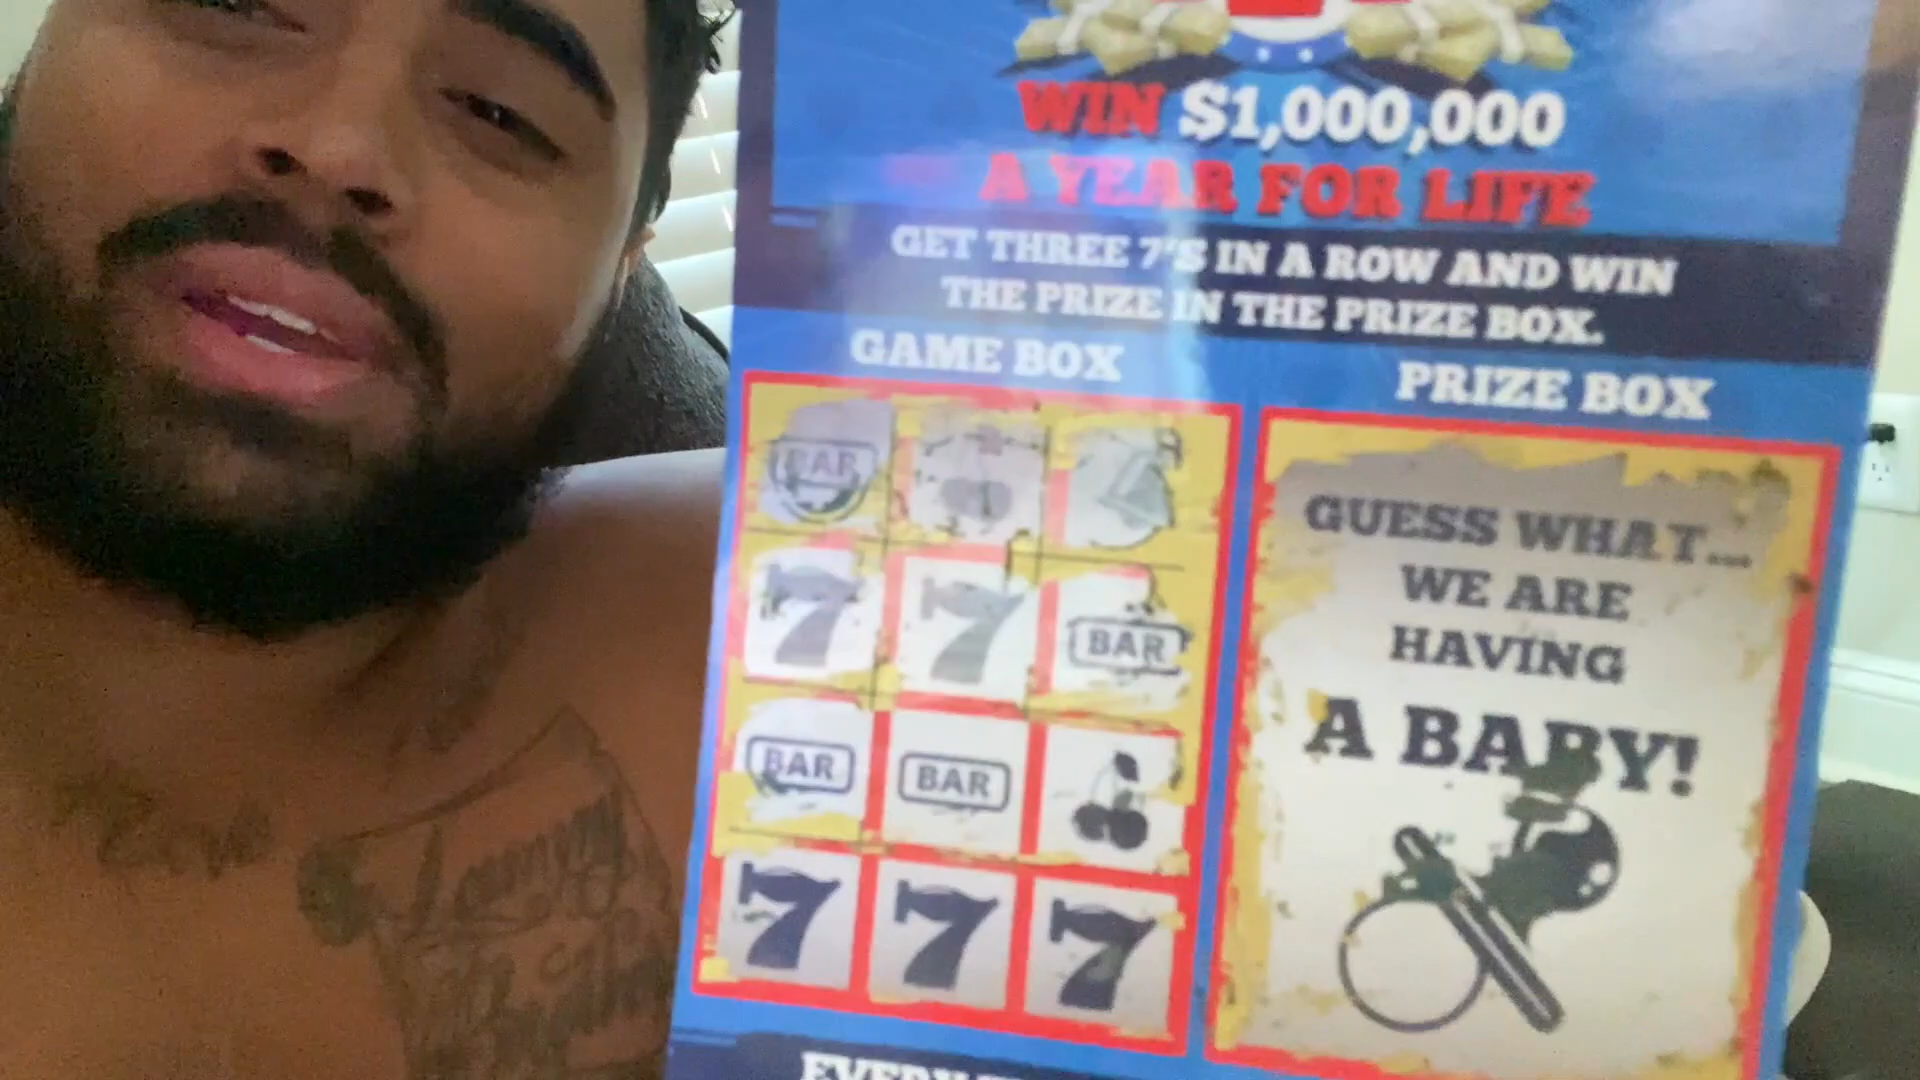 WIN $1,000,000
A YEAR FOR LIFE
GET THREE 7'S IN A ROW AND WIN
THE PRIZE IN THE PRIZE BOX.
GAME BOX
PRIZE BOX
BAR
7 7 BAR
BAR BAR
7 7 7
GUESS WHAT...
WE ARE
HAVING
A BABY!